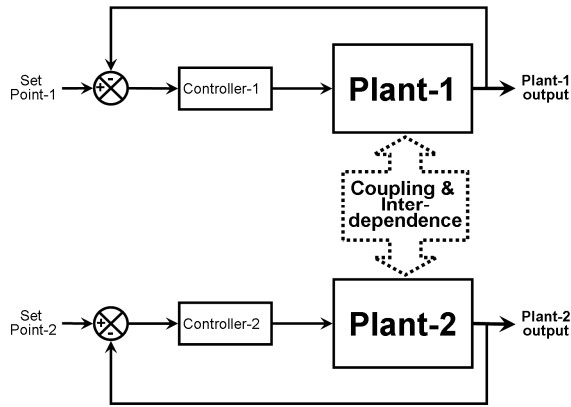 Set
Point-1
-
+
Controller-1
Plant-1
Plant-1
output
Coupling &
Inter-
dependence
Set
Point-2
+
-
Controller-2
Plant-2
Plant-2
output